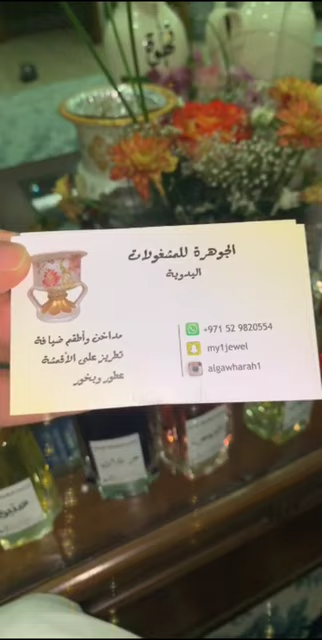 الجوهرة للمشغولات
اليدوية
مداخن وأطقم ضيافة
تطريز على الأقمشة
عطور وبخور
+971 52 9820554
my1jewel
algawharah1